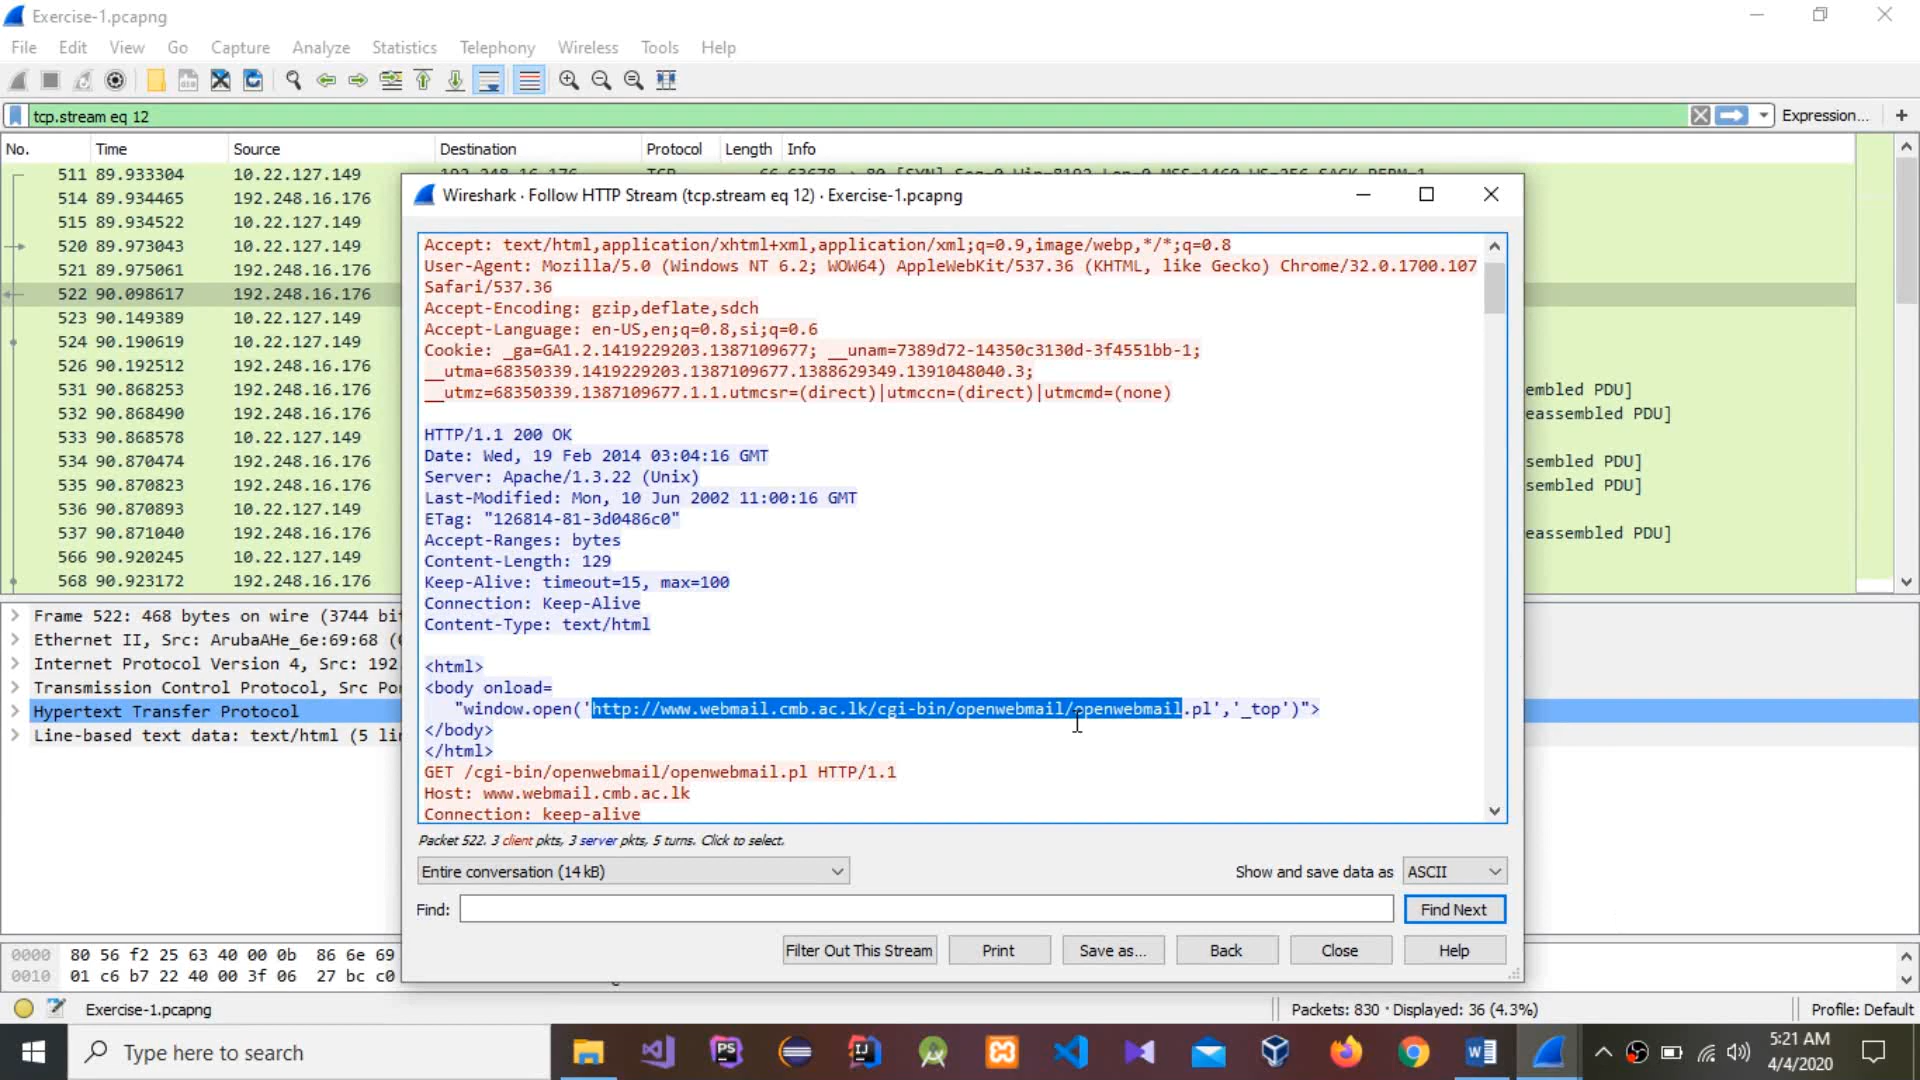 Exercise-1.pcapng
File Edit View Go Capture Analyze Statistics Telephony Wireless Tools Help
tcp.stream eq 12
Expression... +
No. Time Source Destination Protocol Length Info
511 89.933304 10.22.127.149
514 89.934465 192.248.16.176
515 89.934522 10.22.127.149
520 89.973043 10.22.127.149
521 89.975061 192.248.16.176
522 90.098617 192.248.16.176
523 90.149389 10.22.127.149
524 90.190619 10.22.127.149
526 90.192512 192.248.16.176
531 90.868253 192.248.16.176 embled PDU]
532 90.868490 192.248.16.176 eassembled PDU]
533 90.868578 10.22.127.149
534 90.870474 192.248.16.176 sembled PDU]
535 90.870823 192.248.16.176 sembled PDU]
536 90.870893 10.22.127.149
537 90.871040 192.248.16.176 eassembled PDU]
566 90.920245 10.22.127.149
568 90.923172 192.248.16.176
Wireshark · Follow HTTP Stream (tcp.stream eq 12) · Exercise-1.pcapng
Accept: text/html,application/xhtml+xml,application/xml;q=0.9,image/webp,*/*;q=0.8
User-Agent: Mozilla/5.0 (Windows NT 6.2; WOW64) AppleWebKit/537.36 (KHTML, like Gecko) Chrome/32.0.1700.107
Safari/537.36
Accept-Encoding: gzip,deflate,sdch
Accept-Language: en-US,en;q=0.8,si;q=0.6
Cookie: _ga=GA1.2.1419229203.1387109677; __unam=7389d72-14350c3130d-3f4551bb-1;
__utma=68350339.1419229203.1387109677.1388629349.1391048040.3;
__utmz=68350339.1387109677.1.1.utmcsr=(direct)|utmccn=(direct)|utmcmd=(none)
HTTP/1.1 200 OK
Date: Wed, 19 Feb 2014 03:04:16 GMT
Server: Apache/1.3.22 (Unix)
Last-Modified: Mon, 10 Jun 2002 11:00:16 GMT
ETag: "126814-81-3d0486c0"
Accept-Ranges: bytes
Content-Length: 129
Keep-Alive: timeout=15, max=100
Connection: Keep-Alive
Content-Type: text/html
<html>
<body onload=
"window.open('http://www.webmail.cmb.ac.lk/cgi-bin/openwebmail/openwebmail.pl','_top')">
</body>
</html>
GET /cgi-bin/openwebmail/openwebmail.pl HTTP/1.1
Host: www.webmail.cmb.ac.lk
Connection: keep-alive
Packet 522. 3 client pkts, 3 server pkts, 5 turns. Click to select.
Entire conversation (14 kB) Show and save data as ASCII
Find: Find Next
Filter Out This Stream Print Save as... Back Close Help
Frame 522: 468 bytes on wire (3744 bit
Ethernet II, Src: ArubaAHe_6e:69:68 (
Internet Protocol Version 4, Src: 192
Transmission Control Protocol, Src Po
Hypertext Transfer Protocol
Line-based text data: text/html (5 li
0000 80 56 f2 25 63 40 00 0b 86 6e 69
0010 01 c6 b7 22 40 00 3f 06 27 bc c0
Exercise-1.pcapng
Packets: 830 · Displayed: 36 (4.3%)
Profile: Default
Type here to search
5:21 AM
4/4/2020